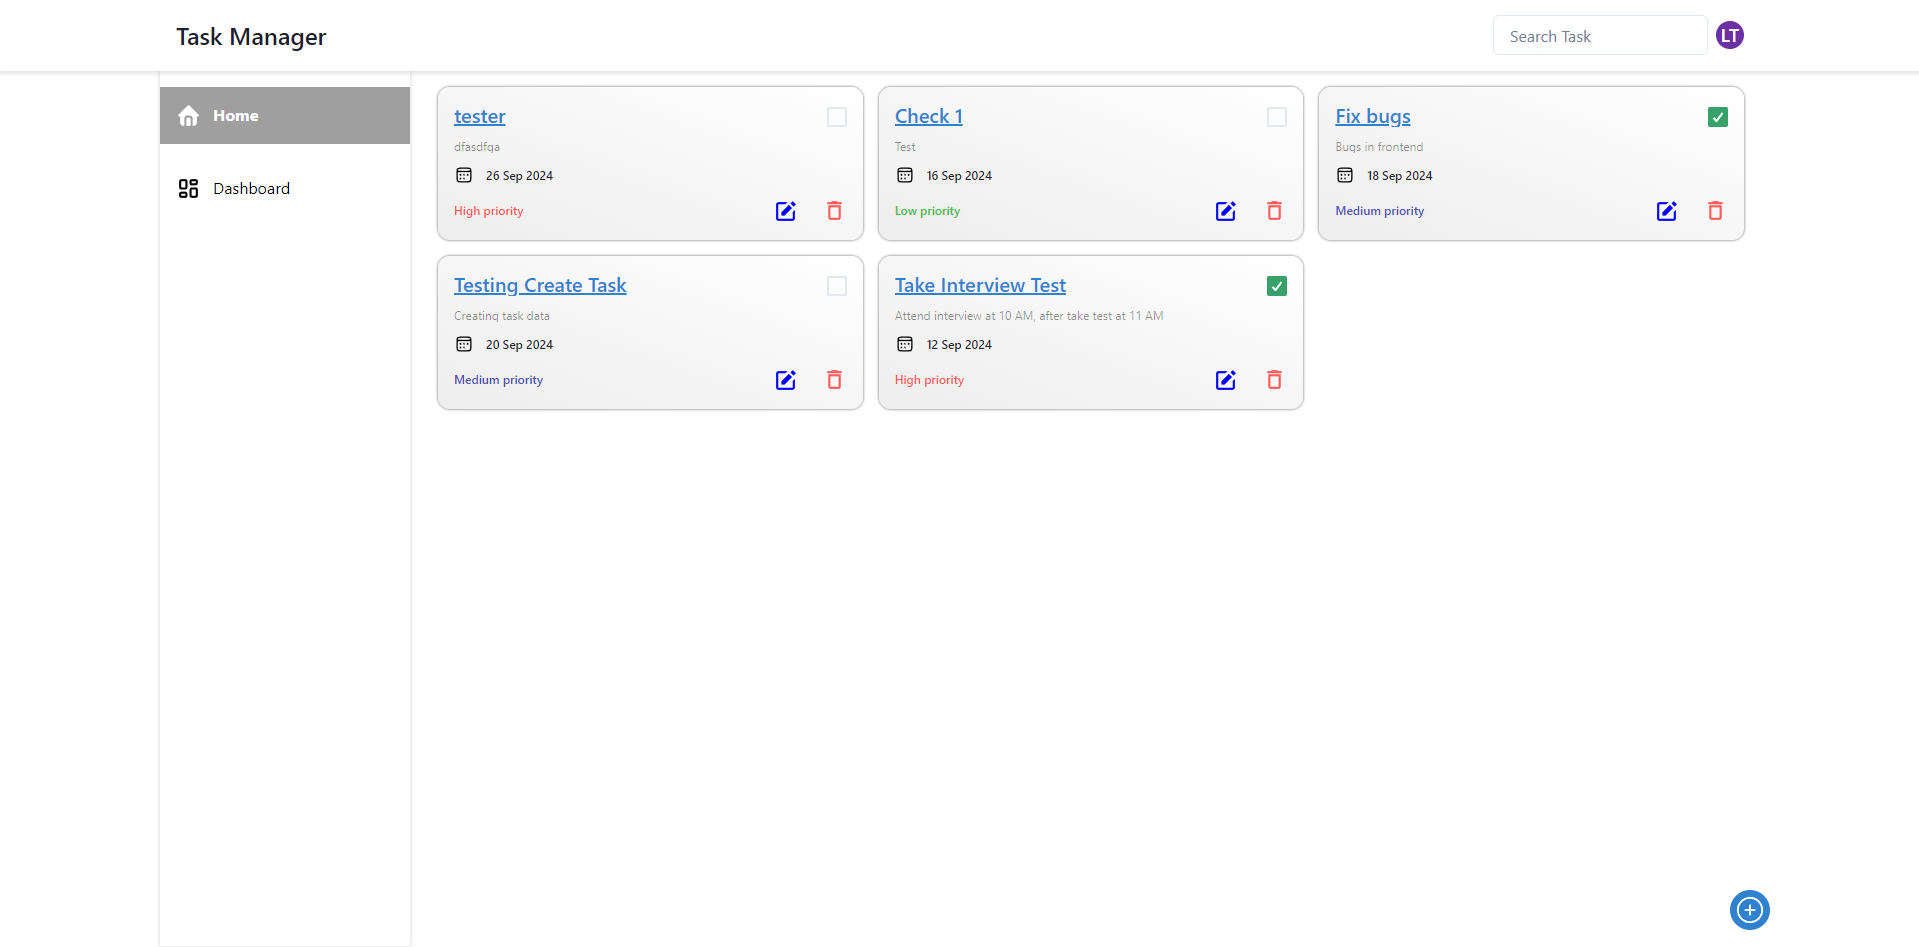 Task Manager
Search Task
LT
Home
Dashboard
tester
dfasdfqa
26 Sep 2024
High priority
Check 1
Test
16 Sep 2024
Low priority
Fix bugs
Bugs in frontend
18 Sep 2024
Medium priority
Testing Create Task
Creating task data
20 Sep 2024
Medium priority
Take Interview Test
Attend interview at 10 AM, after take test at 11 AM
12 Sep 2024
High priority